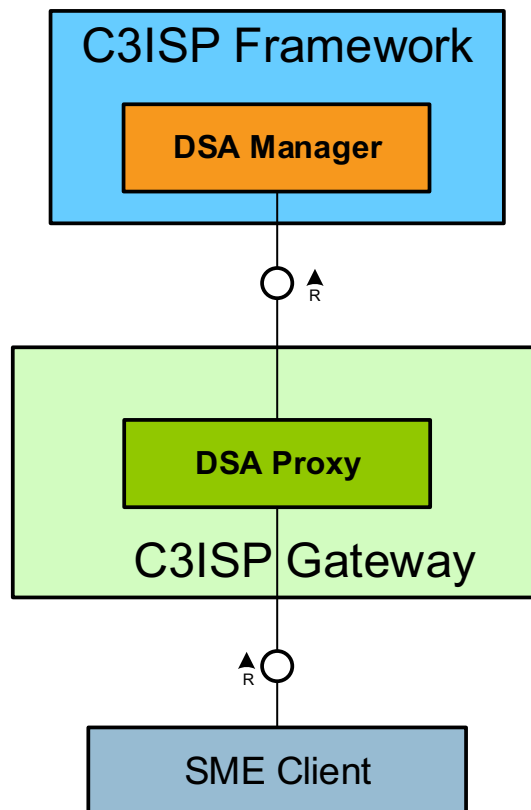 C3ISP Framework
DSA Manager
R
DSA Proxy
C3ISP Gateway
R
SME Client